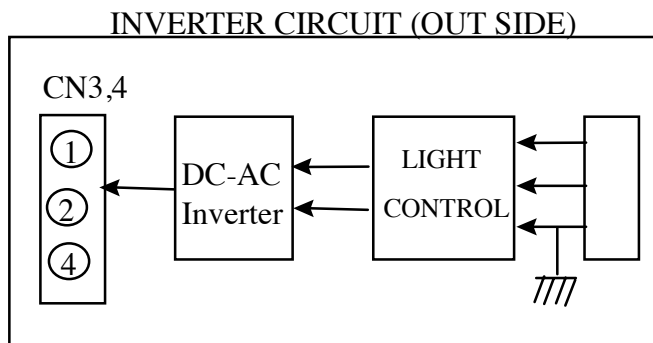 INVERTER CIRCUIT (OUT SIDE)
CN3,4
1
2
4
DC-AC
Inverter
LIGHT
CONTROL